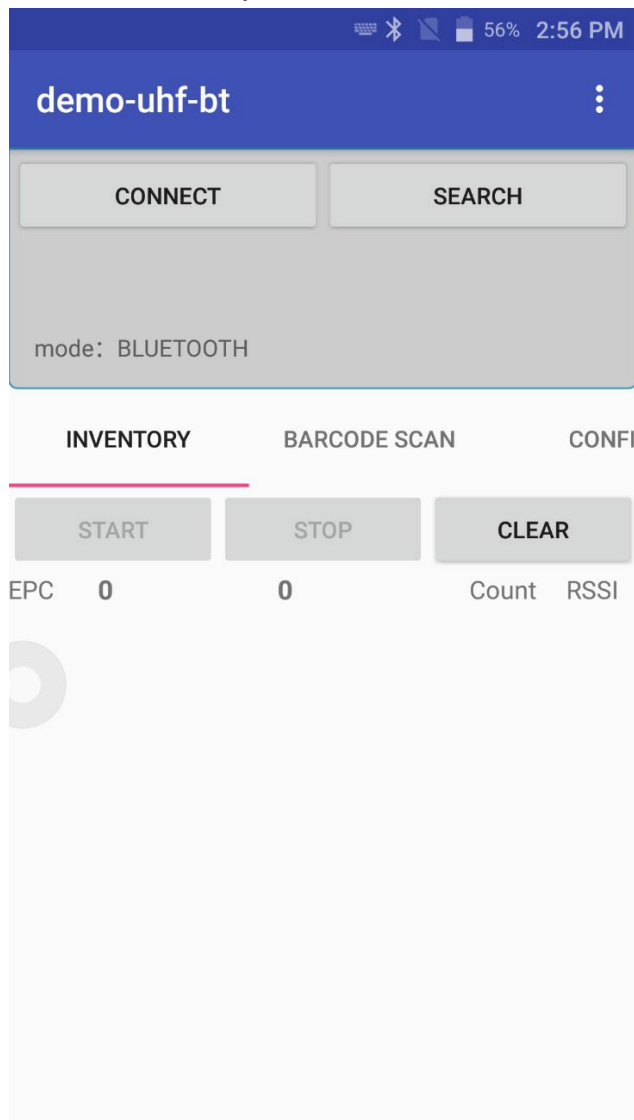 56% 2:56 PM
demo-uhf-bt
CONNECT SEARCH
mode: BLUETOOTH
INVENTORY BARCODE SCAN CONFI
START STOP CLEAR
EPC 0 0 Count RSSI